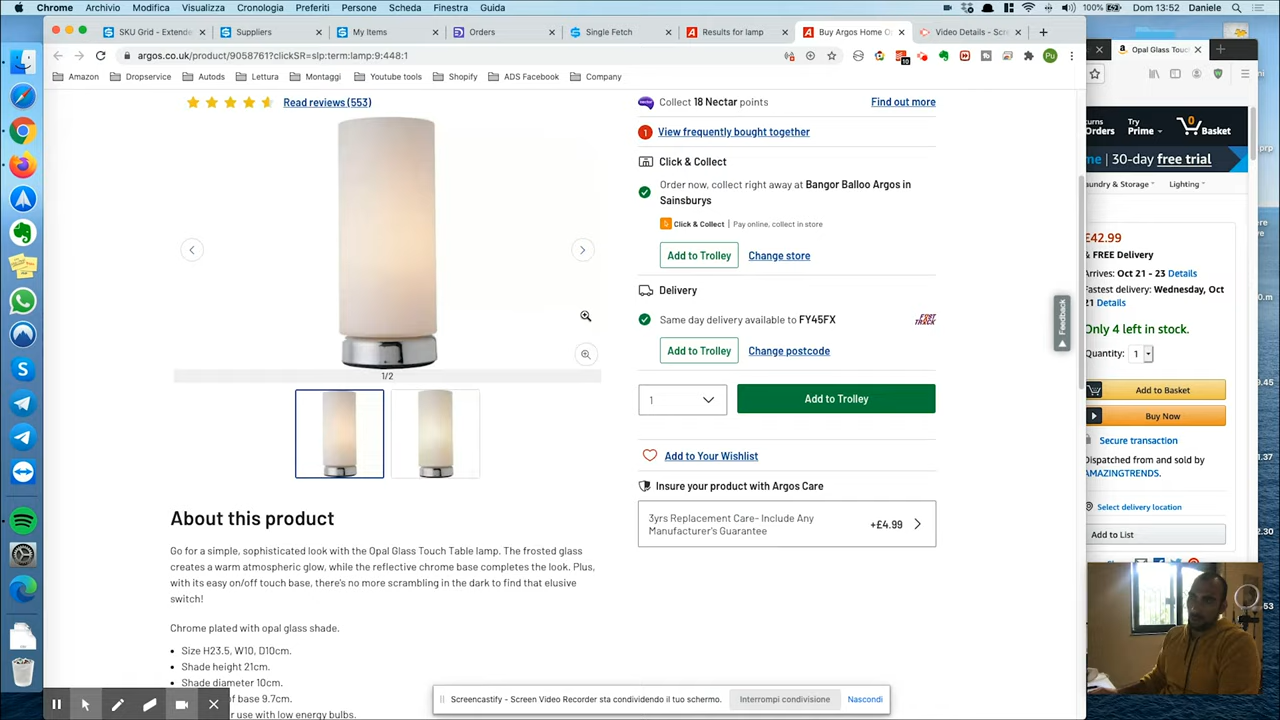 Chrome Archivio Modifica Visualizza Cronologia Preferiti Persone Scheda Finestra Guida 100% Dom 13:52 Daniele
SKU Grid - Extende Suppliers My Items Orders Single Fetch Results for lamp Buy Argos Home O Video Details - Scre
Opal Glass Touc
argos.co.uk/product/9058761?clickSR=slp:term:lamp:9:448:1
Amazon Dropservice Autods Lettura Montaggi Youtube tools Shopify ADS Facebook Company
Read reviews (553)
1/2
About this product
Go for a simple, sophisticated look with the Opal Glass Touch Table lamp. The frosted glass
creates a warm atmospheric glow, while the reflective chrome base completes the look. Plus,
with its easy on/off touch base, there's no more scrambling in the dark to find that elusive
switch!
Chrome plated with opal glass shade.
• Size H23.5, W10, D10cm.
• Shade height 21cm.
• Shade diameter 10cm.
of base 9.7cm.
r use with low energy bulbs.
Collect 18 Nectar points Find out more
1 View frequently bought together
Click & Collect
Order now, collect right away at Bangor Balloo Argos in
Sainsburys
Click & Collect | Pay online, collect in store
Add to Trolley Change store
Delivery
Same day delivery available to FY45FX FAST TRACK
Add to Trolley Change postcode
1 Add to Trolley
Add to Your Wishlist
Insure your product with Argos Care
3yrs Replacement Care- Include Any
Manufacturer's Guarantee
+£4.99
Feedback
Screencastify - Screen Video Recorder sta condividendo il tuo schermo. Interrompi condivisione Nascondi
urns
Orders
Try
Prime
0
Basket
me | 30-day free trial
aundry & Storage Lighting
£42.99
& FREE Delivery
Arrives: Oct 21 - 23 Details
Fastest delivery: Wednesday, Oct
21 Details
Only 4 left in stock.
Quantity: 1
Add to Basket
Buy Now
Secure transaction
Dispatched from and sold by
AMAZINGTRENDS.
Select delivery location
Add to List